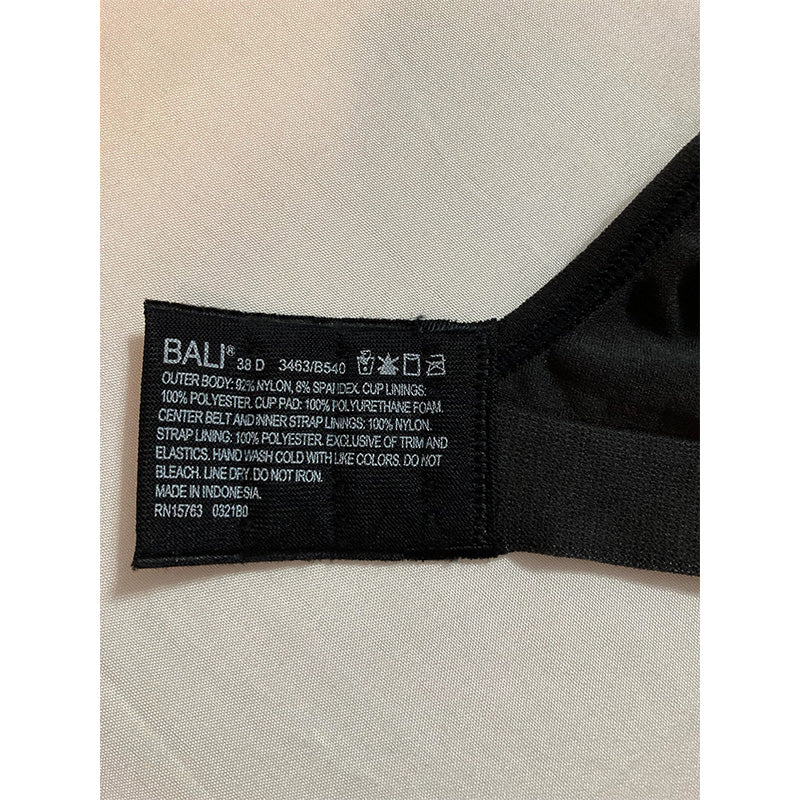 BALI® 38 D 3463/B540
OUTER BODY: 92% NYLON, 8% SPANDEX. CUP LININGS:
100% POLYESTER. CUP PAD: 100% POLYURETHANE FOAM.
CENTER BELT AND INNER STRAP LININGS: 100% NYLON.
STRAP LINING: 100% POLYESTER. EXCLUSIVE OF TRIM AND
ELASTICS. HAND WASH COLD WITH LIKE COLORS. DO NOT
BLEACH. LINE DRY. DO NOT IRON.
MADE IN INDONESIA.
RN15763 0321B0